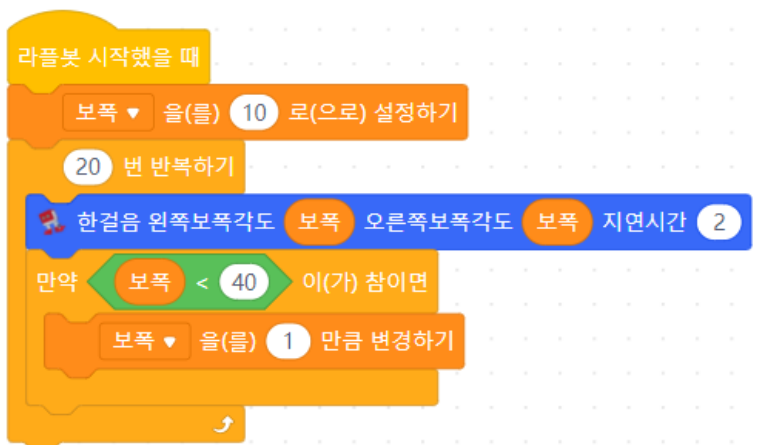 라플봇 시작했을 때
보폭 을(를) 10 로(으로) 설정하기
20 번 반복하기
한걸음 왼쪽보폭각도 보폭 오른쪽보폭각도 보폭 지연시간 2
만약 보폭 < 40 이(가) 참이면
보폭 을(를) 1 만큼 변경하기